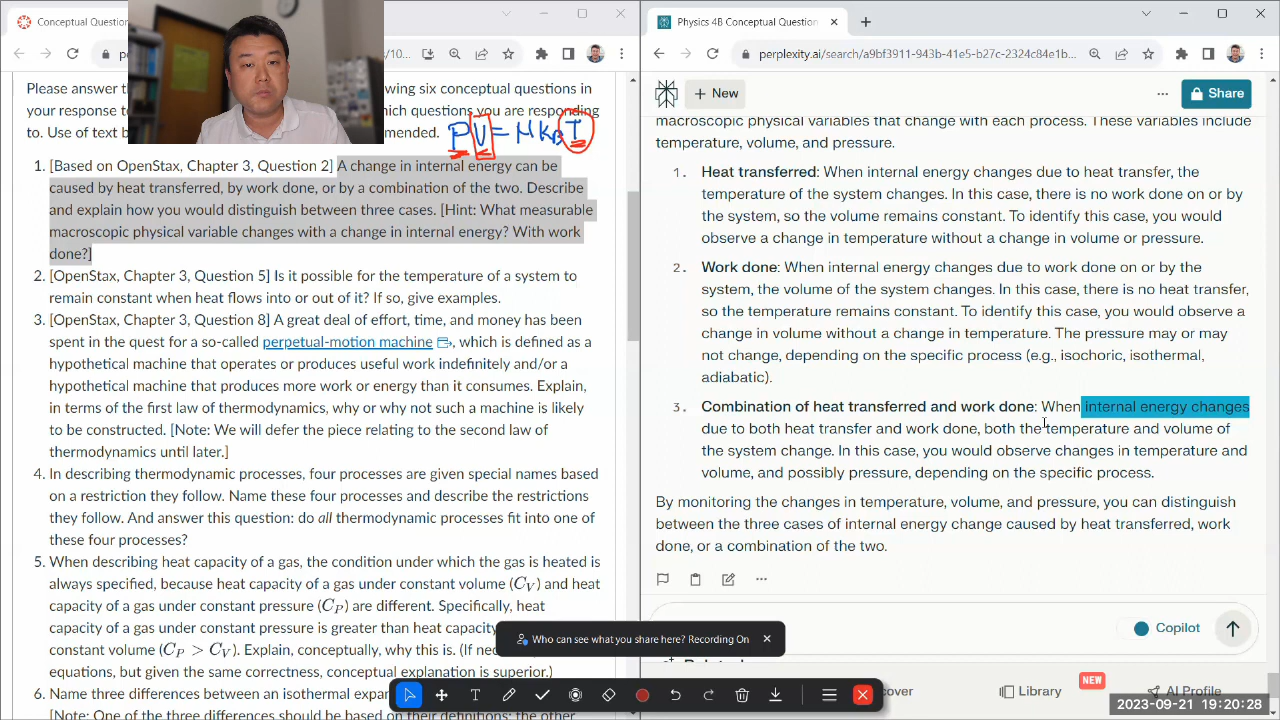 Conceptual Questions
Physics 4B Conceptual Question
10...
perplexity.ai/search/a9bf3911-943b-41e5-b27c-2324c84e1b...
New
Share
Please answer th
wing six conceptual questions in
your response to
hich questions you are responding
to. Use of text b
mmended.
PV = NkBT
1. [Based on OpenStax, Chapter 3, Question 2] A change in internal energy can be
caused by heat transferred, by work done, or by a combination of the two. Describe
and explain how you would distinguish between three cases. [Hint: What measurable
macroscopic physical variable changes with a change in internal energy? With work
done?]
2. [OpenStax, Chapter 3, Question 5] Is it possible for the temperature of a system to
remain constant when heat flows into or out of it? If so, give examples.
3. [OpenStax, Chapter 3, Question 8] A great deal of effort, time, and money has been
spent in the quest for a so-called perpetual-motion machine, which is defined as a
hypothetical machine that operates or produces useful work indefinitely and/or a
hypothetical machine that produces more work or energy than it consumes. Explain,
in terms of the first law of thermodynamics, why or why not such a machine is likely
to be constructed. [Note: We will defer the piece relating to the second law of
thermodynamics until later.]
4. In describing thermodynamic processes, four processes are given special names based
on a restriction they follow. Name these four processes and describe the restrictions
they follow. And answer this question: do all thermodynamic processes fit into one of
these four processes?
5. When describing heat capacity of a gas, the condition under which the gas is heated is
always specified, because heat capacity of a gas under constant volume (CV) and heat
capacity of a gas under constant pressure (CP) are different. Specifically, heat
capacity of a gas under constant pressure is greater than heat capacity
constant volume (CP > CV). Explain, conceptually, why this is. (If nec
equations, but given the same correctness, conceptual explanation is superior.)
6. Name three differences between an isothermal expa
[Note: One of the three differences should be based on their definitions; the other
macroscopic physical variables that change with each process. These variables include
temperature, volume, and pressure.
1. Heat transferred: When internal energy changes due to heat transfer, the
temperature of the system changes. In this case, there is no work done on or by
the system, so the volume remains constant. To identify this case, you would
observe a change in temperature without a change in volume or pressure.
2. Work done: When internal energy changes due to work done on or by the
system, the volume of the system changes. In this case, there is no heat transfer,
so the temperature remains constant. To identify this case, you would observe a
change in volume without a change in temperature. The pressure may or may
not change, depending on the specific process (e.g., isochoric, isothermal,
adiabatic).
3. Combination of heat transferred and work done: When internal energy changes
due to both heat transfer and work done, both the temperature and volume of
the system change. In this case, you would observe changes in temperature and
volume, and possibly pressure, depending on the specific process.
By monitoring the changes in temperature, volume, and pressure, you can distinguish
between the three cases of internal energy change caused by heat transferred, work
done, or a combination of the two.
Copilot
Who can see what you share here? Recording On
cover
Library
NEW
AI Profile
2023-09-21 19:20:28